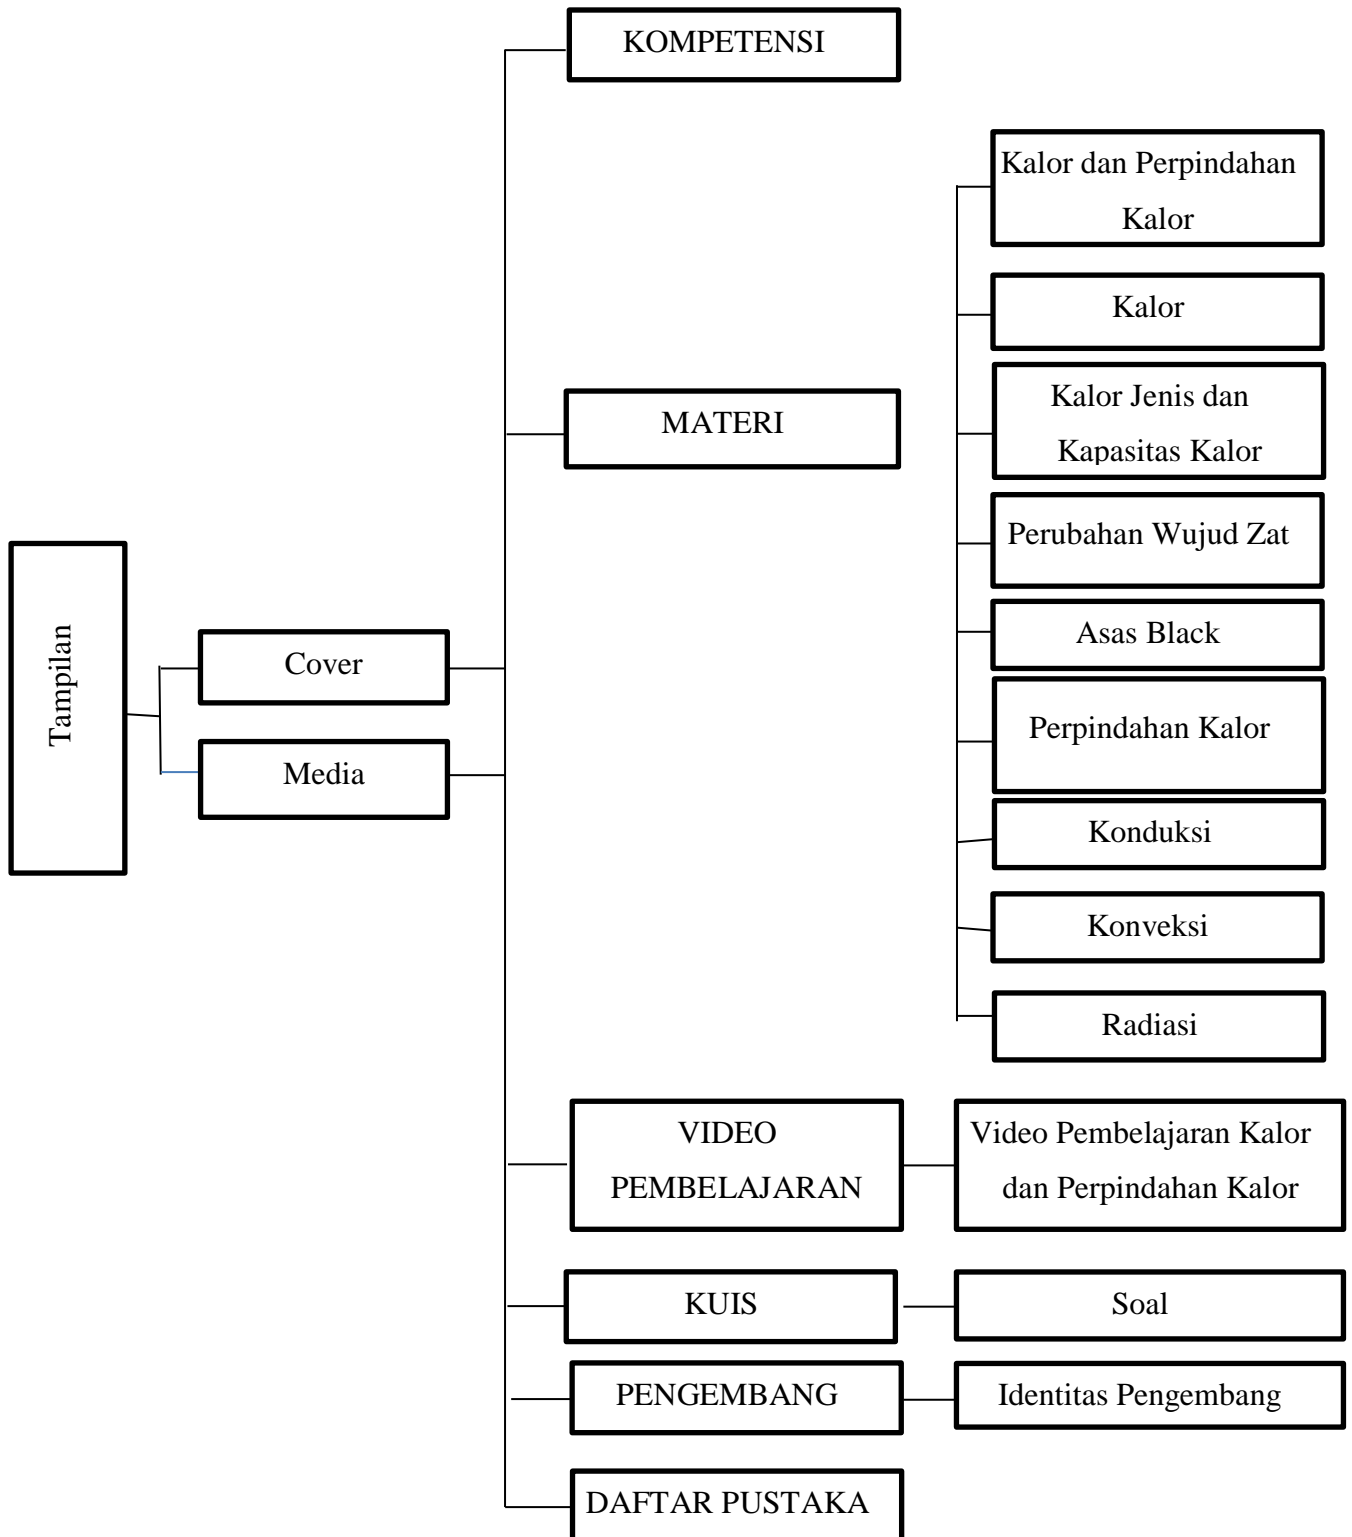 Tampilan
Cover
Media
KOMPETENSI
MATERI
Kalor dan Perpindahan
Kalor
Kalor
Kalor Jenis dan
Kapasitas Kalor
Perubahan Wujud Zat
Asas Black
Perpindahan Kalor
Konduksi
Konveksi
Radiasi
VIDEO
PEMBELAJARAN
Video Pembelajaran Kalor
dan Perpindahan Kalor
KUIS
Soal
PENGEMBANG
Identitas Pengembang
DAFTAR PUSTAKA